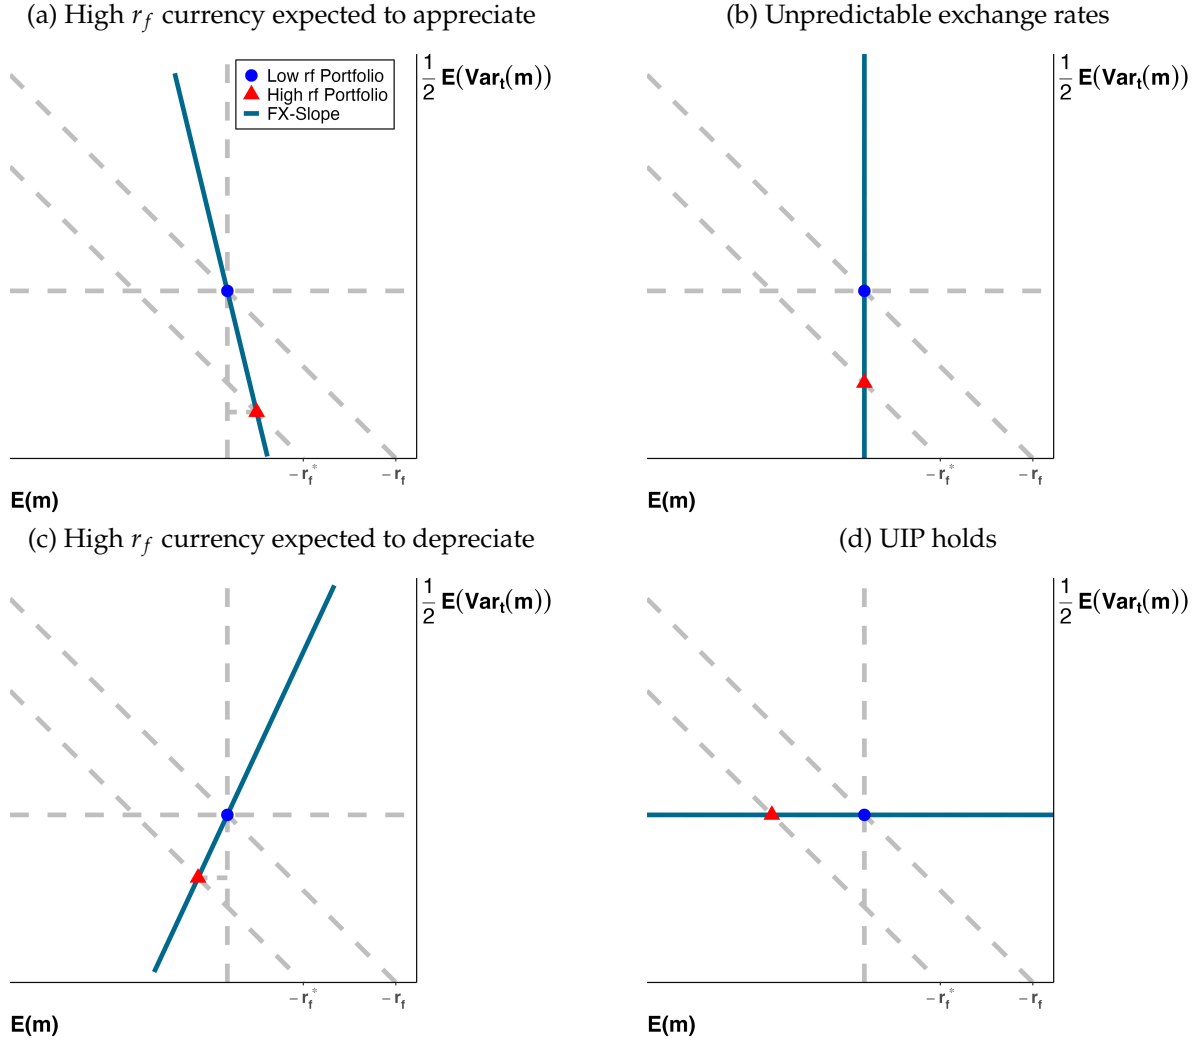 (a) High r_f currency expected to appreciate
(b) Unpredictable exchange rates
Low rf Portfolio
High rf Portfolio
FX-Slope
1/2 E(Var_t(m))
1/2 E(Var_t(m))
−r_f^*
−r_f
−r_f^*
−r_f
E(m)
E(m)
(c) High r_f currency expected to depreciate
(d) UIP holds
1/2 E(Var_t(m))
1/2 E(Var_t(m))
−r_f^*
−r_f
−r_f^*
−r_f
E(m)
E(m)